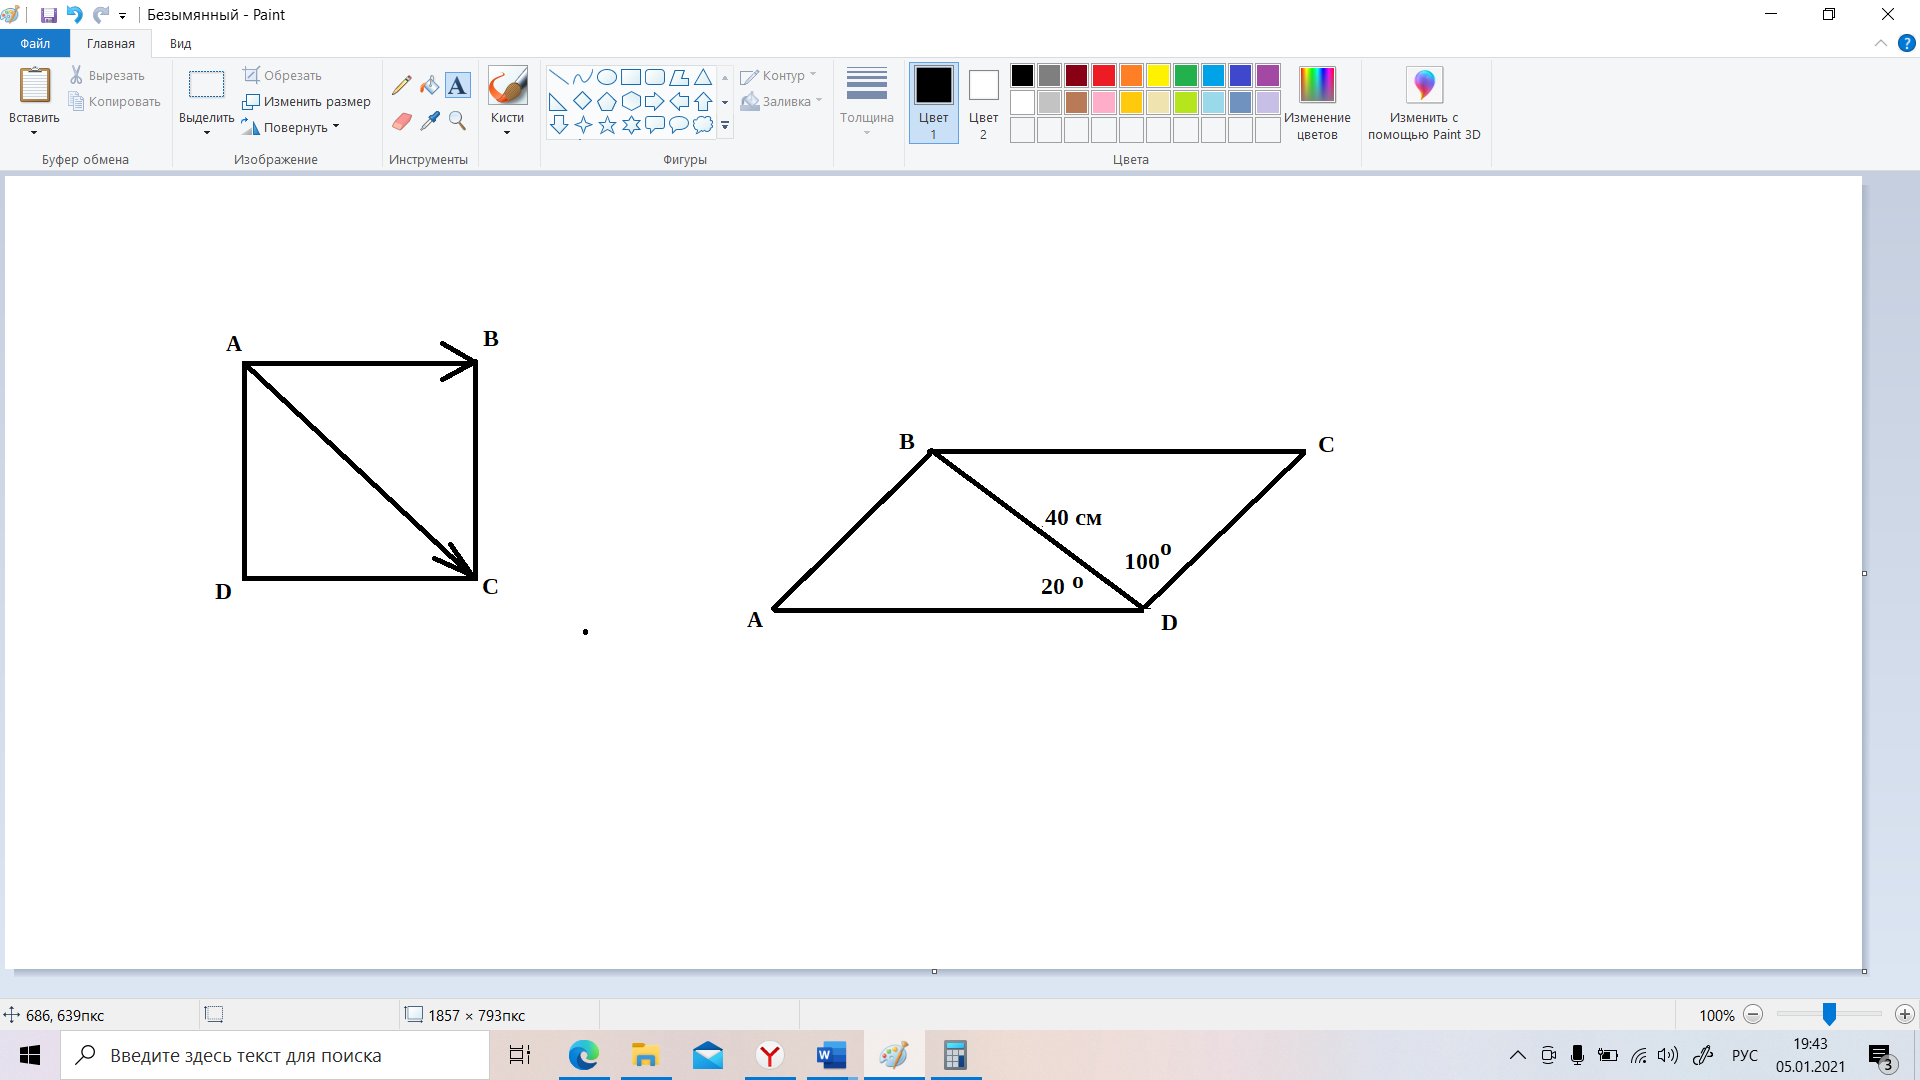 Безымянный - Paint
Файл
Главная
Вид
Вставить
Вырезать
Копировать
Буфер обмена
Выделить
Обрезать
Изменить размер
Повернуть
Изображение
A
Инструменты
Кисти
Контур
Заливка
Фигуры
Толщина
Цвет
1
Цвет
2
Изменение
цветов
Цвета
Изменить с
помощью Paint 3D
?
A
B
D
C
B
C
40 см
100 o
20 o
A
D
686, 639пкс
1857 × 793пкс
100%
Введите здесь текст для поиска
W
РУС
19:43
05.01.2021
3